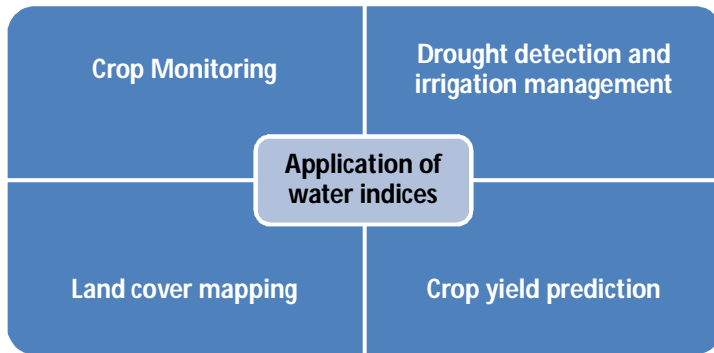 Crop Monitoring
Drought detection and
irrigation management
Application of
water indices
Land cover mapping
Crop yield prediction